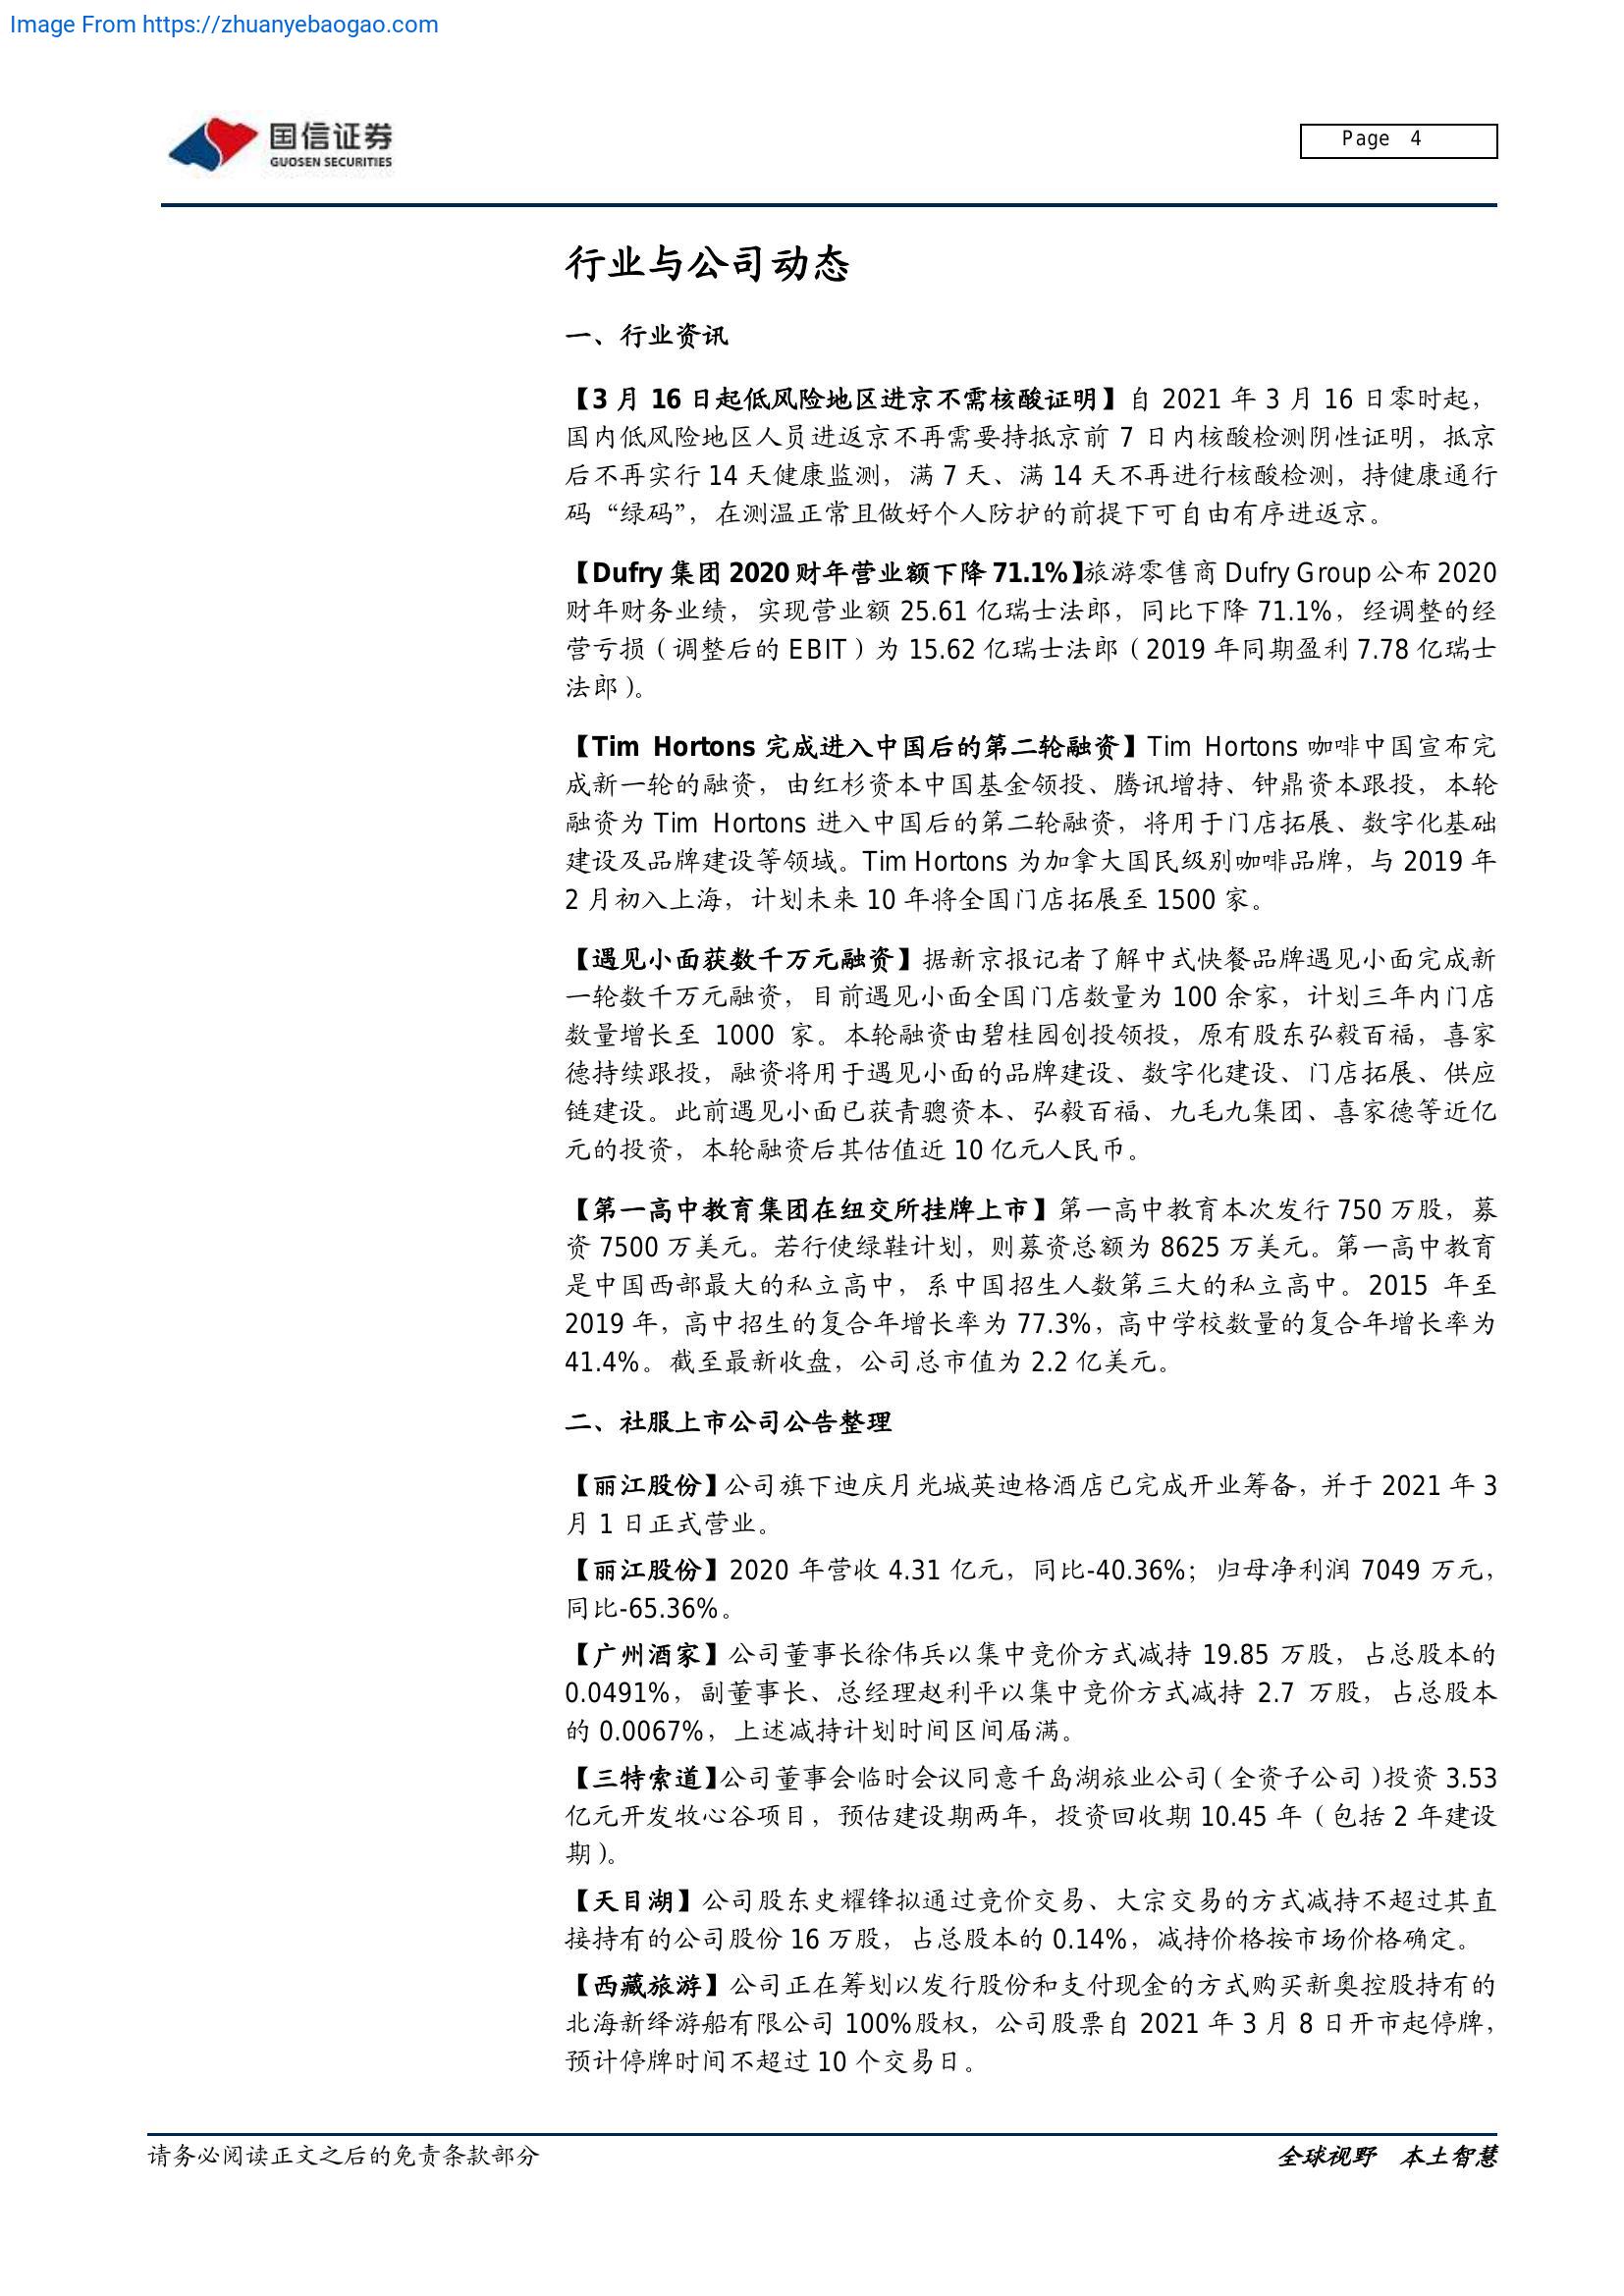 Image From https://zhuanyebaogao.com
国信证券
GUOSEN SECURITIES
Page 4
行业与公司动态
一、行业资讯
【3 月 16 日起低风险地区进京不需核酸证明】自 2021 年 3 月 16 日零时起，
国内低风险地区人员进返京不再需要持抵京前 7 日内核酸检测阴性证明，抵京
后不再实行 14 天健康监测，满 7 天、满 14 天不再进行核酸检测，持健康通行
码“绿码”，在测温正常且做好个人防护的前提下可自由有序进返京。
【Dufry 集团 2020 财年营业额下降 71.1%】旅游零售商 Dufry Group 公布 2020
财年财务业绩，实现营业额 25.61 亿瑞士法郎，同比下降 71.1%，经调整的经
营亏损（调整后的 EBIT）为 15.62 亿瑞士法郎（2019 年同期盈利 7.78 亿瑞士
法郎）。
【Tim Hortons 完成进入中国后的第二轮融资】Tim Hortons 咖啡中国宣布完
成新一轮的融资，由红杉资本中国基金领投、腾讯增持、钟鼎资本跟投，本轮
融资为 Tim Hortons 进入中国后的第二轮融资，将用于门店拓展、数字化基础
建设及品牌建设等领域。Tim Hortons 为加拿大国民级别咖啡品牌，与 2019 年
2 月初入上海，计划未来 10 年将全国门店拓展至 1500 家。
【遇见小面获数千万元融资】据新京报记者了解中式快餐品牌遇见小面完成新
一轮数千万元融资，目前遇见小面全国门店数量为 100 余家，计划三年内门店
数量增长至 1000 家。本轮融资由碧桂园创投领投，原有股东弘毅百福，喜家
德持续跟投，融资将用于遇见小面的品牌建设、数字化建设、门店拓展、供应
链建设。此前遇见小面已获青骢资本、弘毅百福、九毛九集团、喜家德等近亿
元的投资，本轮融资后其估值近 10 亿元人民币。
【第一高中教育集团在纽交所挂牌上市】第一高中教育本次发行 750 万股，募
资 7500 万美元。若行使绿鞋计划，则募资总额为 8625 万美元。第一高中教育
是中国西部最大的私立高中，系中国招生人数第三大的私立高中。2015 年至
2019 年，高中招生的复合年增长率为 77.3%，高中学校数量的复合年增长率为
41.4%。截至最新收盘，公司总市值为 2.2 亿美元。
二、社服上市公司公告整理
【丽江股份】公司旗下迪庆月光城英迪格酒店已完成开业筹备，并于 2021 年 3
月 1 日正式营业。
【丽江股份】2020 年营收 4.31 亿元，同比-40.36%；归母净利润 7049 万元，
同比-65.36%。
【广州酒家】公司董事长徐伟兵以集中竞价方式减持 19.85 万股，占总股本的
0.0491%，副董事长、总经理赵利平以集中竞价方式减持 2.7 万股，占总股本
的 0.0067%，上述减持计划时间区间届满。
【三特索道】公司董事会临时会议同意千岛湖旅业公司（全资子公司）投资 3.53
亿元开发牧心谷项目，预估建设期两年，投资回收期 10.45 年（包括 2 年建设
期）。
【天目湖】公司股东史耀锋拟通过竞价交易、大宗交易的方式减持不超过其直
接持有的公司股份 16 万股，占总股本的 0.14%，减持价格按市场价格确定。
【西藏旅游】公司正在筹划以发行股份和支付现金的方式购买新奥控股持有的
北海新绎游船有限公司 100%股权，公司股票自 2021 年 3 月 8 日开市起停牌，
预计停牌时间不超过 10 个交易日。
请务必阅读正文之后的免责条款部分
全球视野 本土智慧